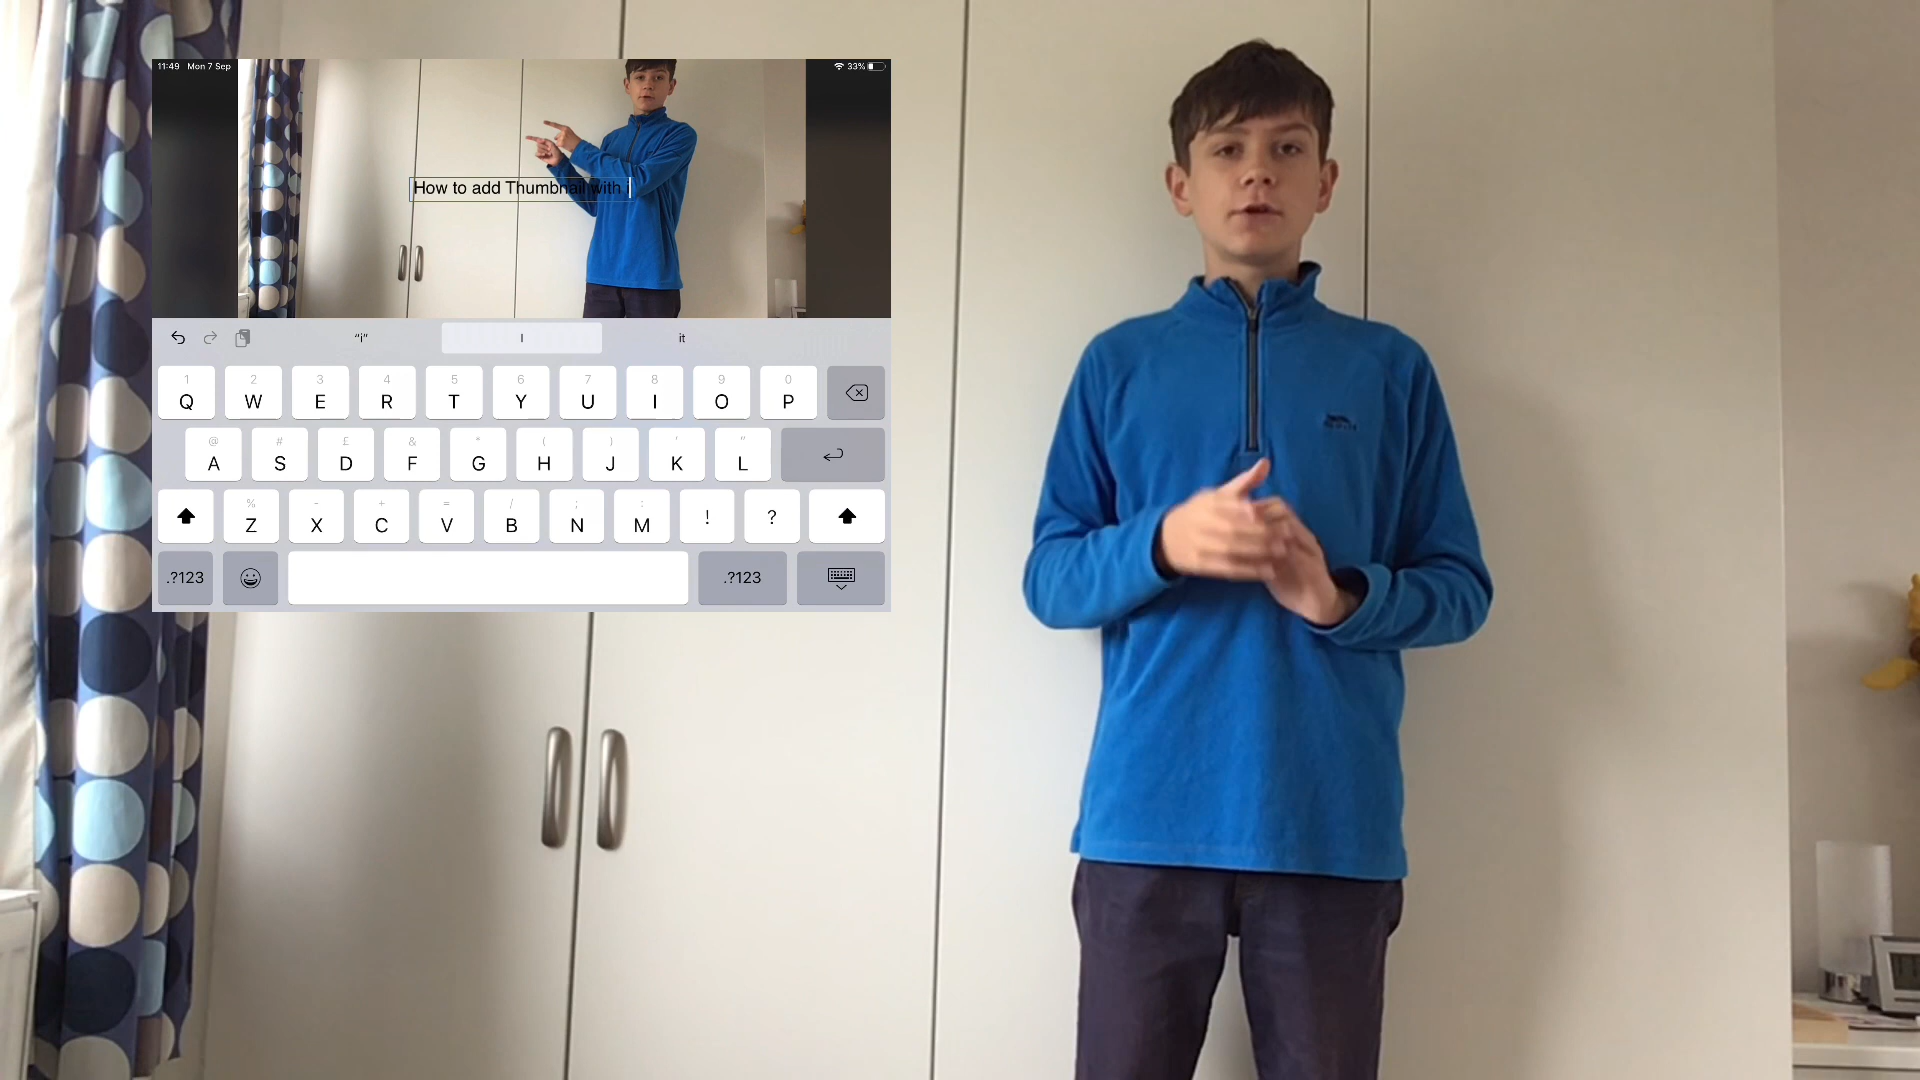 11:49 Mon 7 Sep
33%
How to add Thumbnail with i
“i” I it
1 2 3 4 5 6 7 8 9 0
Q W E R T Y U I O P
@ # £ & * ( ) ' "
A S D F G H J K L
% - + = / ; :
Z X C V B N M ! ?
.?123 .?123